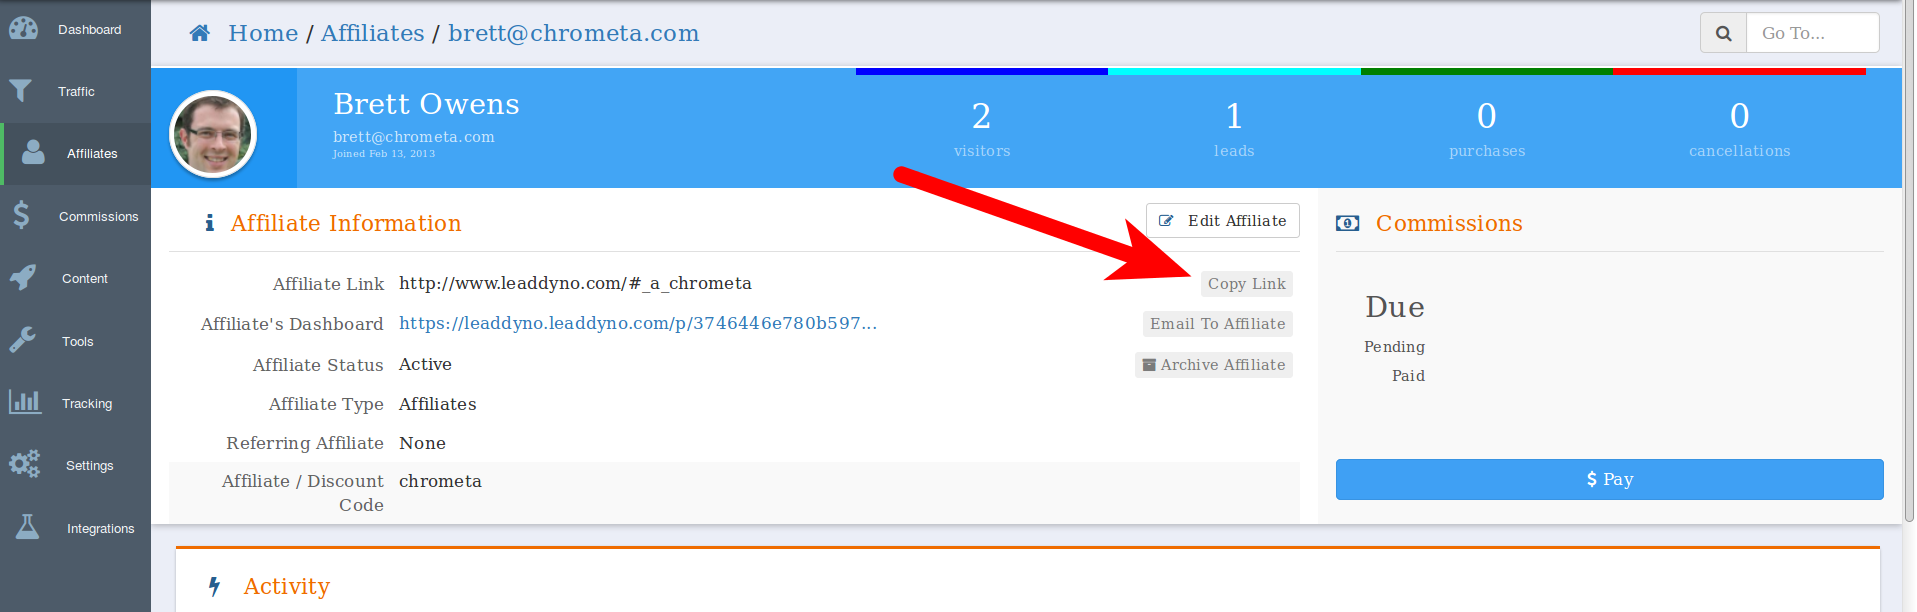 Dashboard
Traffic
Affiliates
Commissions
Content
Tools
Tracking
Settings
Integrations
Home / Affiliates / brett@chrometa.com
Go To...
Brett Owens
brett@chrometa.com
Joined Feb 13, 2013
2
visitors
1
leads
0
purchases
0
cancellations
Affiliate Information
Edit Affiliate
Affiliate Link http://www.leaddyno.com/#_a_chrometa Copy Link
Affiliate's Dashboard https://leaddyno.leaddyno.com/p/3746446e780b597... Email To Affiliate
Affiliate Status Active Archive Affiliate
Affiliate Type Affiliates
Referring Affiliate None
Affiliate / Discount Code chrometa
Commissions
Due
Pending
Paid
$ Pay
Activity